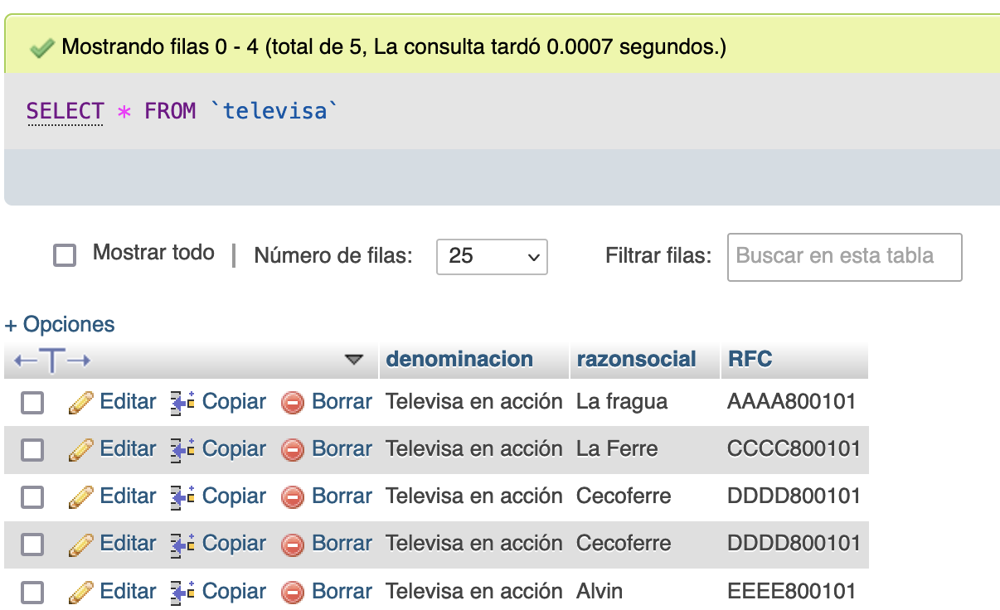 Mostrando filas 0 - 4 (total de 5, La consulta tardó 0.0007 segundos.)
SELECT * FROM `televisa`
Mostrar todo | Número de filas: 25 Filtrar filas: Buscar en esta tabla
+ Opciones
←T→ denominacion razonsocial RFC
Editar Copiar Borrar Televisa en acción La fragua AAAA800101
Editar Copiar Borrar Televisa en acción La Ferre CCCC800101
Editar Copiar Borrar Televisa en acción Cecoferre DDDD800101
Editar Copiar Borrar Televisa en acción Cecoferre DDDD800101
Editar Copiar Borrar Televisa en acción Alvin EEEE800101